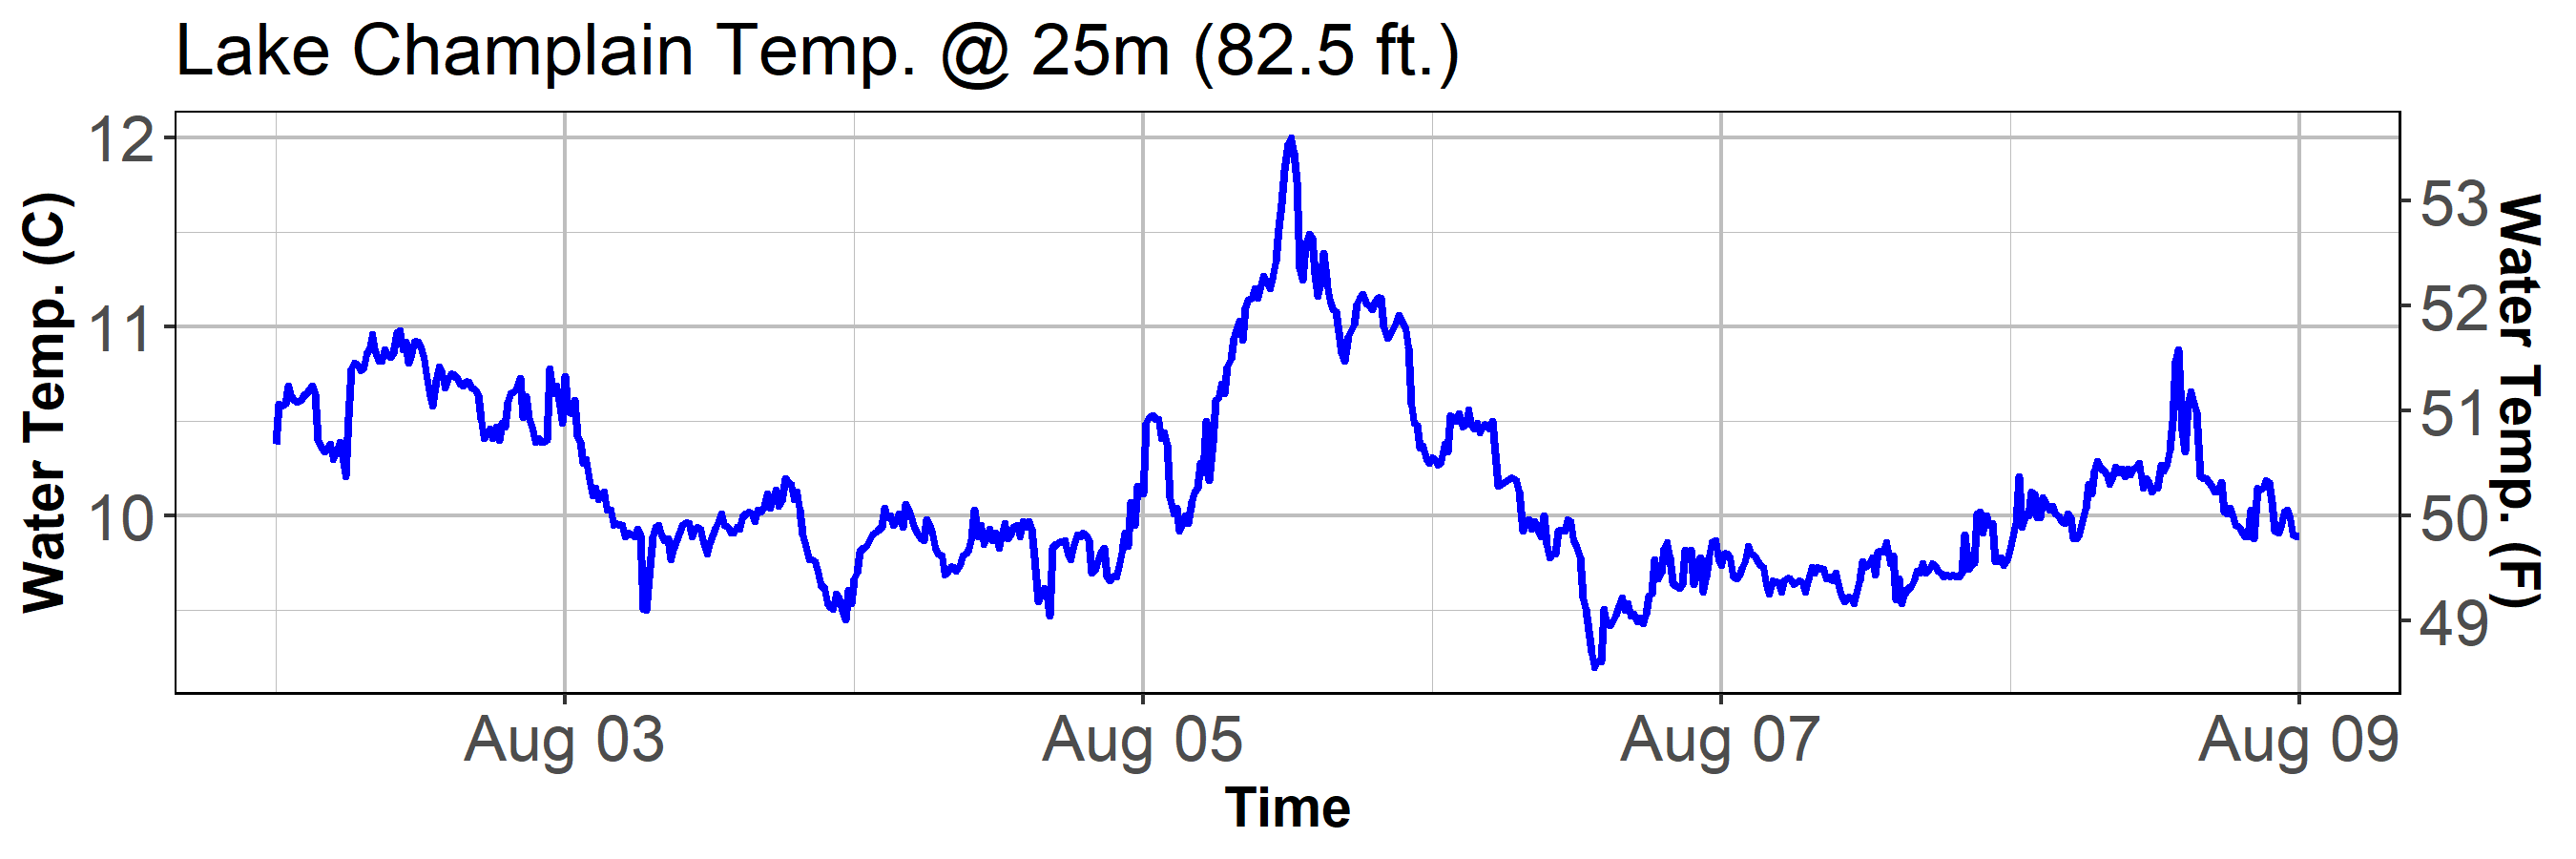 Lake Champlain Temp. @ 25m (82.5 ft.)
Water Temp. (C)
12
11
10
53
52
51
50
49
Water Temp. (F)
Aug 03
Aug 05
Aug 07
Aug 09
Time